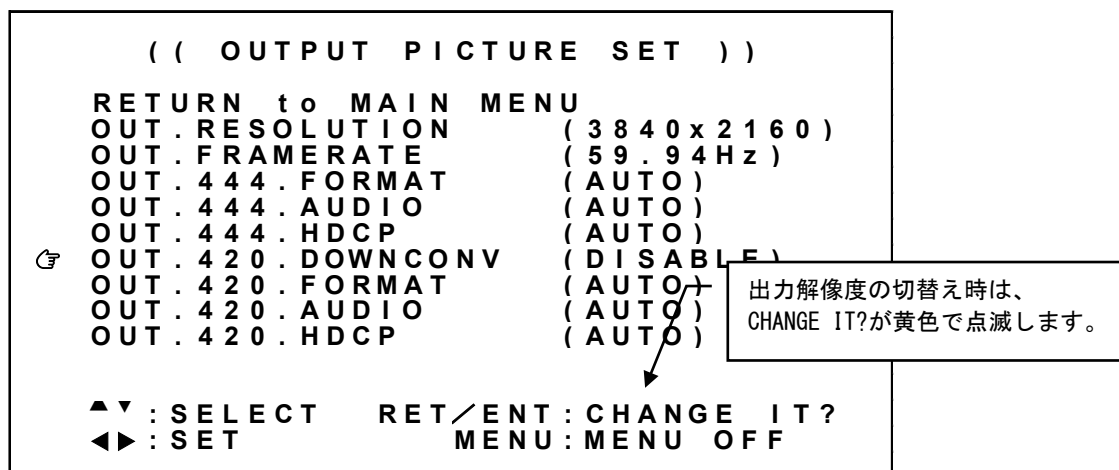 (( OUTPUT PICTURE SET ))
RETURN to MAIN MENU
OUT.RESOLUTION (3840x2160)
OUT.FRAMERATE (59.94Hz)
OUT.444.FORMAT (AUTO)
OUT.444.AUDIO (AUTO)
OUT.444.HDCP (AUTO)
☞ OUT.420.DOWNCONV (DISABLE)
OUT.420.FORMAT (AUTO)
OUT.420.AUDIO (AUTO)
OUT.420.HDCP (AUTO)
出力解像度の切替え時は、
CHANGE IT?が黄色で点滅します。
▲▼:SELECT RET/ENT:CHANGE IT?
◀▶:SET MENU:MENU OFF